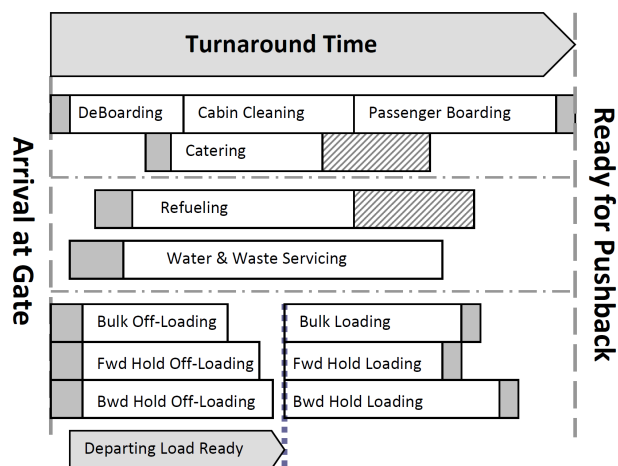 Turnaround Time
Arrival at Gate
Ready for Pushback
DeBoarding
Cabin Cleaning
Passenger Boarding
Catering
Refueling
Water & Waste Servicing
Bulk Off-Loading
Bulk Loading
Fwd Hold Off-Loading
Fwd Hold Loading
Bwd Hold Off-Loading
Bwd Hold Loading
Departing Load Ready